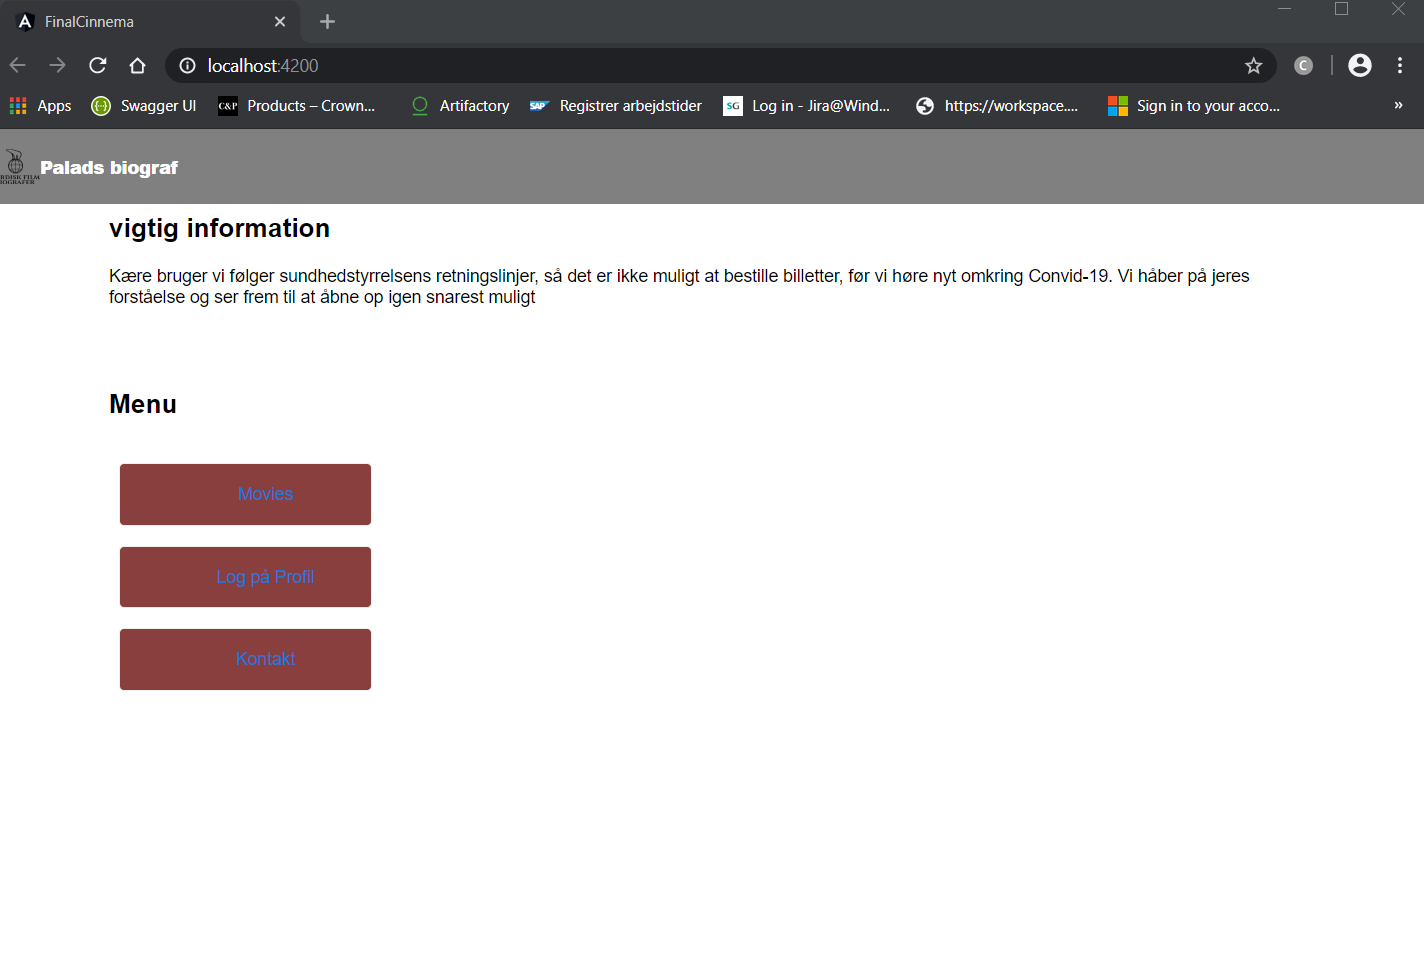 FinalCinnema
localhost:4200
Apps Swagger UI C&P Products – Crown... Artifactory SAP Registrer arbejdstider SG Log in - Jira@Wind... https://workspace.... Sign in to your acco... »
RDISK FILM
IOGRAFER
Palads biograf
vigtig information
Kære bruger vi følger sundhedstyrrelsens retningslinjer, så det er ikke muligt at bestille billetter, før vi høre nyt omkring Convid-19. Vi håber på jeres
forståelse og ser frem til at åbne op igen snarest muligt
Menu
Movies
Log på Profil
Kontakt